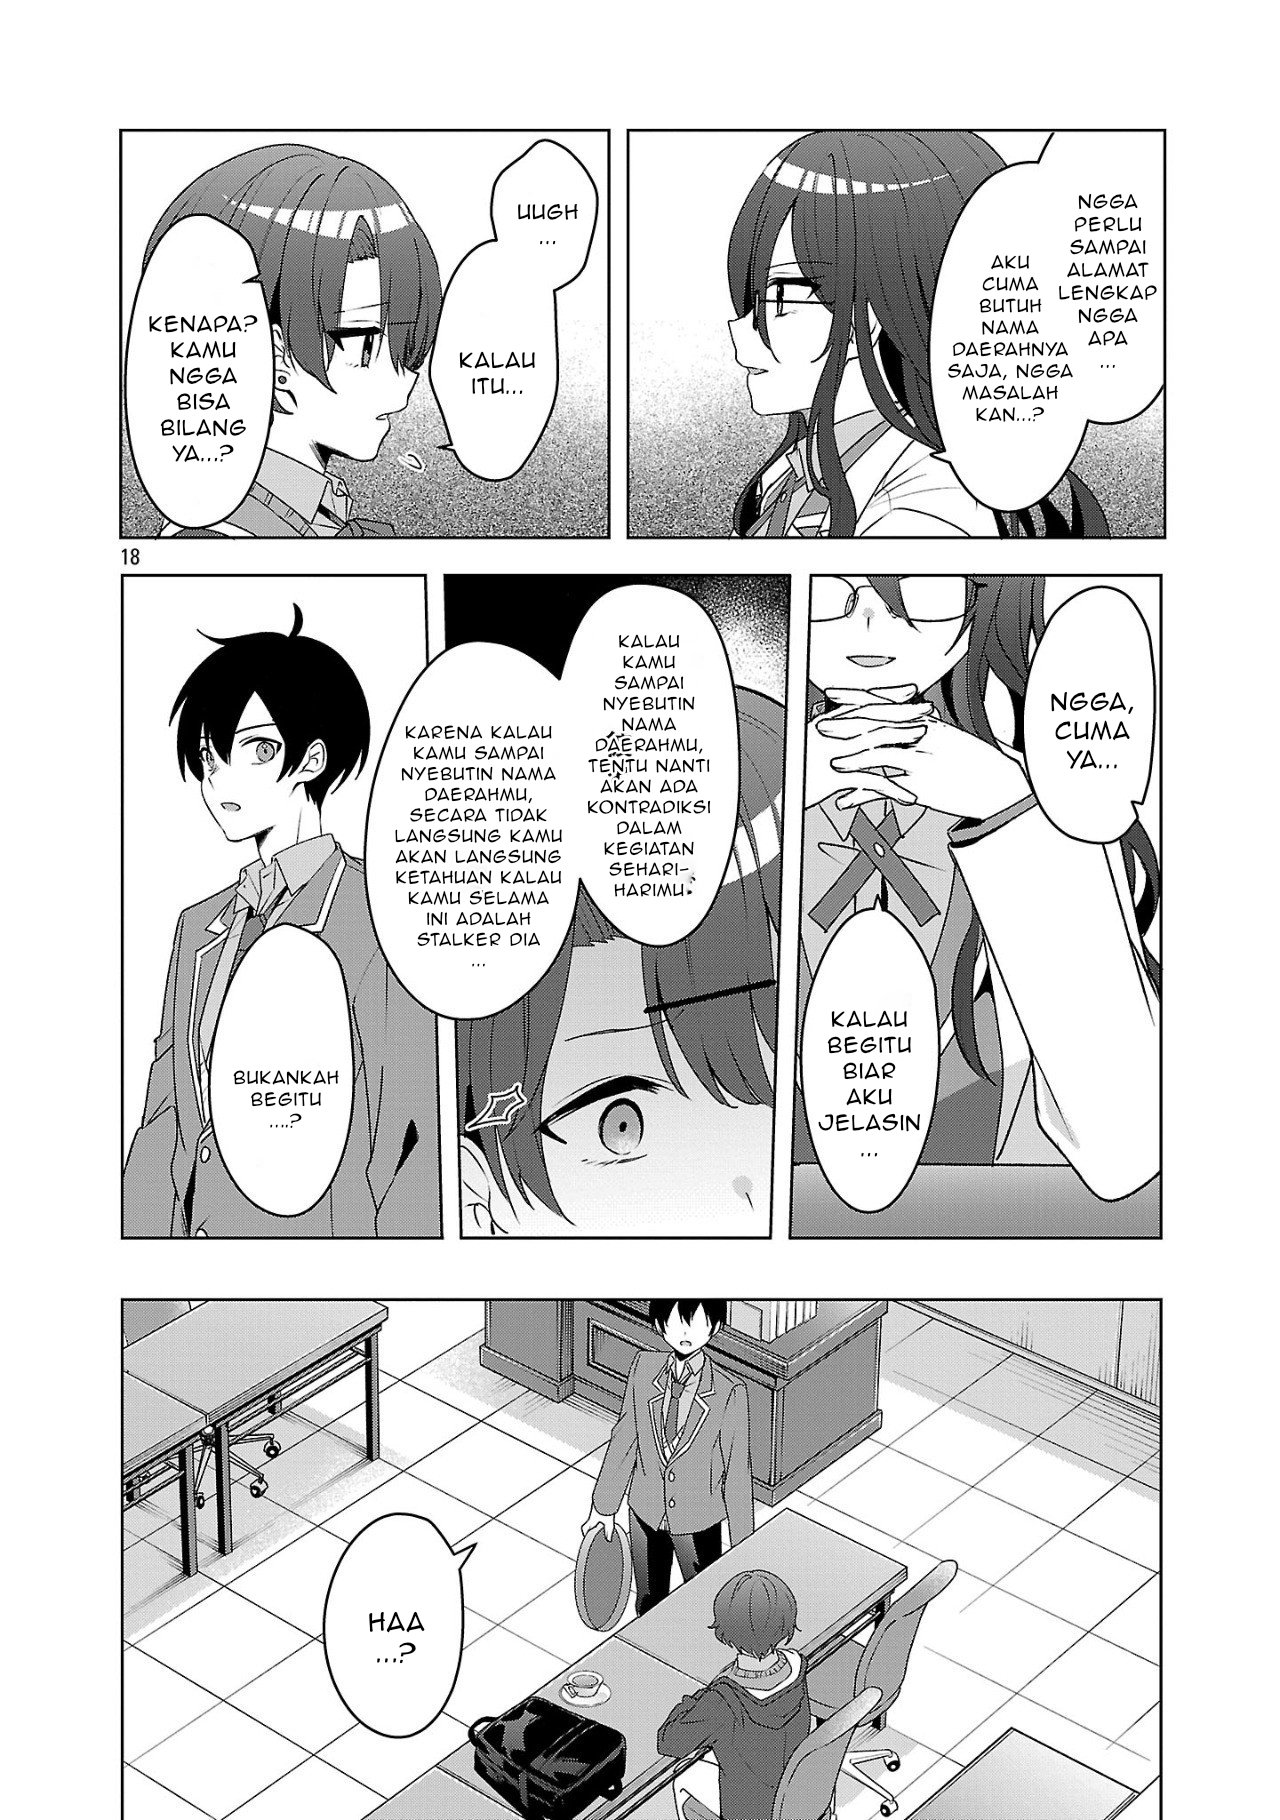 NGGA
PERLU
SAMPAI
ALAMAT
LENGKAP
NGGA
APA
...
AKU
CUMA
BUTUH
NAMA
DAERAHNYA
SAJA, NGGA
MASALAH
KAN...?
UUGH
...
KALAU
ITU...
KENAPA?
KAMU
NGGA
BISA
BILANG
YA...?
18
NGGA,
CUMA
YA...
KALAU
BEGITU
BIAR
AKU
JELASIN
...
KALAU
KAMU
SAMPAI
NYEBUTIN
NAMA
DAERAHMU,
TENTU NANTI
AKAN ADA
KONTRADIKSI
DALAM
KEGIATAN
SEHARI-
HARIMU.
KARENA KALAU
KAMU SAMPAI
NYEBUTIN NAMA
DAERAHMU,
SECARA TIDAK
LANGSUNG KAMU
AKAN LANGSUNG
KETAHUAN KALAU
KAMU SELAMA
INI ADALAH
STALKER DIA
...
BUKANKAH
BEGITU
....?
HAA
...?